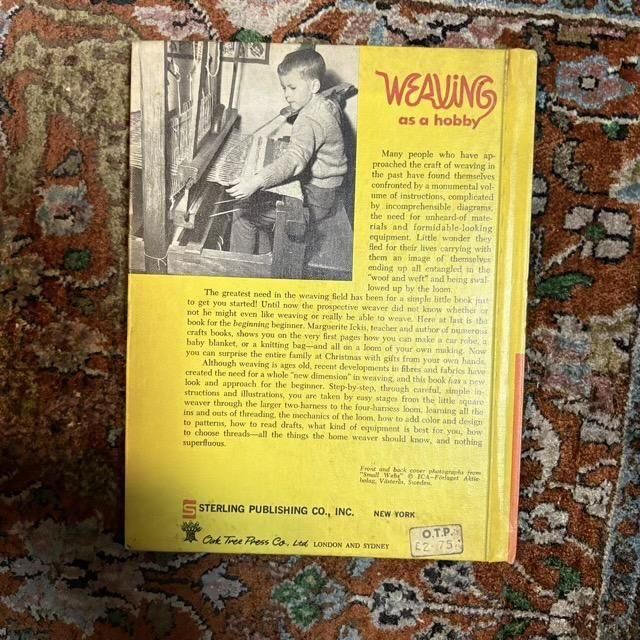 WEAVING
as a hobby
Many people who have ap-
proached the craft of weaving in
the past have found themselves
confronted by a monumental vol-
ume of instructions, complicated
by incomprehensible diagrams,
the need for unheard-of mate-
rials and formidable-looking
equipment. Little wonder they
fled for their lives carrying with
them an image of themselves
ending up all entangled in the
"woof and weft" and being swal-
lowed up by the loom.
The greatest need in the weaving field has been for a simple little book just
to get you started! Until now the prospective weaver did not know whether or
not he might even like weaving or really be able to weave. Here at last is the
book for the beginning beginner. Marguerite Ickis, teacher and author of numerous
crafts books, shows you on the very first pages how you can make a car robe, a
baby blanket, or a knitting bag—and all on a loom of your own making. Now
you can surprise the entire family at Christmas with gifts from your own hands.
Although weaving is ages old, recent developments in fibres and fabrics have
created the need for a whole "new dimension" in weaving, and this book has a new
look and approach for the beginner. Step-by-step, through careful, simple in-
structions and illustrations, you are taken by easy stages from the little square
weaver through the larger two-harness to the four-harness loom, learning all the
ins and outs of threading, the mechanics of the loom, how to add color and design
to patterns, how to read drafts, what kind of equipment is best for you, how
to choose threads—all the things the home weaver should know, and nothing
superfluous.
Front and back cover photographs from
"Small Webs" © ICA-Förlaget Aktie-
bolag, Västerås, Sweden.
S STERLING PUBLISHING CO., INC. NEW YORK
Oak Tree Press Co. Ltd LONDON AND SYDNEY
O.T.P.
£2.75